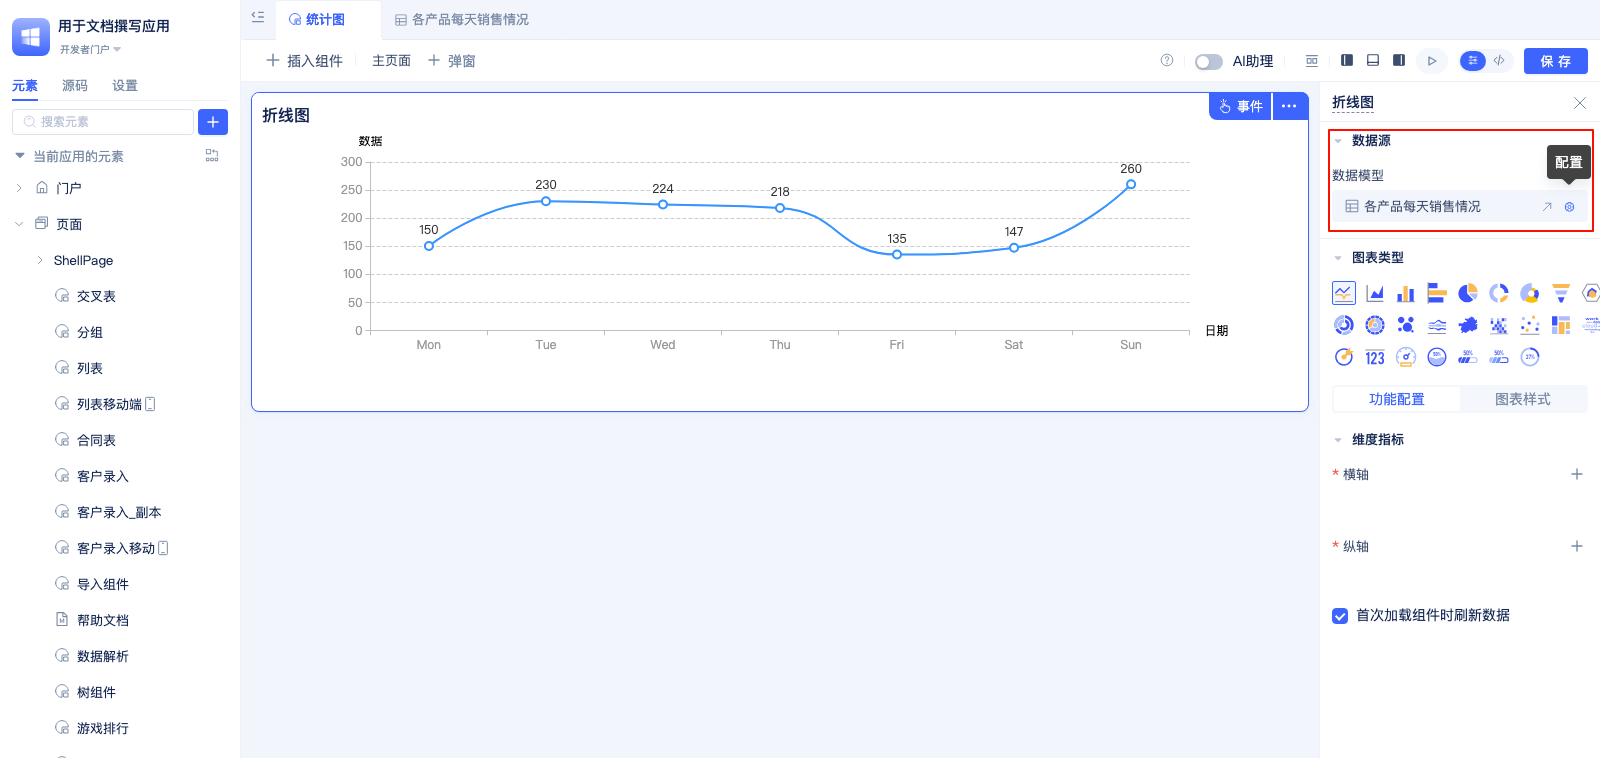 用于文档撰写应用
开发者门户
元素 源码 设置
搜索元素
当前应用的元素
门户
页面
ShellPage
交叉表
分组
列表
列表移动端
合同表
客户录入
客户录入_副本
客户录入移动
导入组件
帮助文档
数据解析
树组件
游戏排行
统计图 各产品每天销售情况
插入组件 主页面 弹窗
AI助理
保存
折线图
事件
数据
300
250
200
150
100
50
0
150
230
224
218
135
147
260
Mon Tue Wed Thu Fri Sat Sun
日期
折线图
数据源
配置
数据模型
各产品每天销售情况
图表类型
123
50%
50%
50%
37%
功能配置 图表样式
维度指标
* 横轴
* 纵轴
首次加载组件时刷新数据